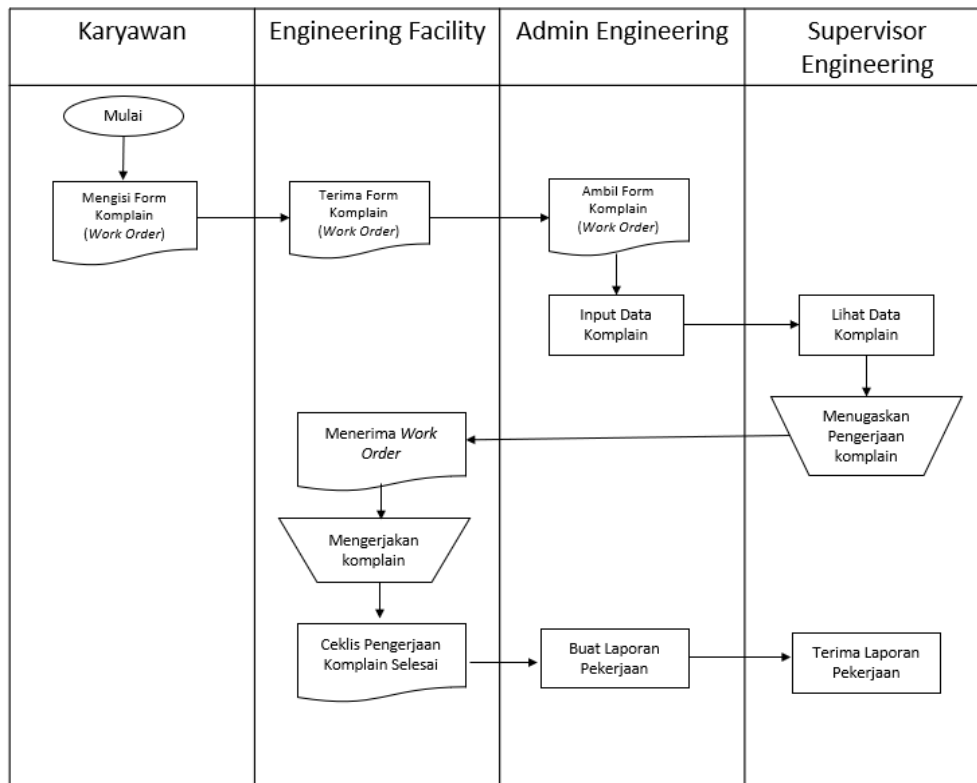 Karyawan
Engineering Facility
Admin Engineering
Supervisor
Engineering
Mulai
Mengisi Form
Komplain
(Work Order)
Terima Form
Komplain
(Work Order)
Ambil Form
Komplain
(Work Order)
Input Data
Komplain
Lihat Data
Komplain
Menugaskan
Pengerjaan
komplain
Menerima Work
Order
Mengerjakan
komplain
Ceklis Pengerjaan
Komplain Selesai
Buat Laporan
Pekerjaan
Terima Laporan
Pekerjaan